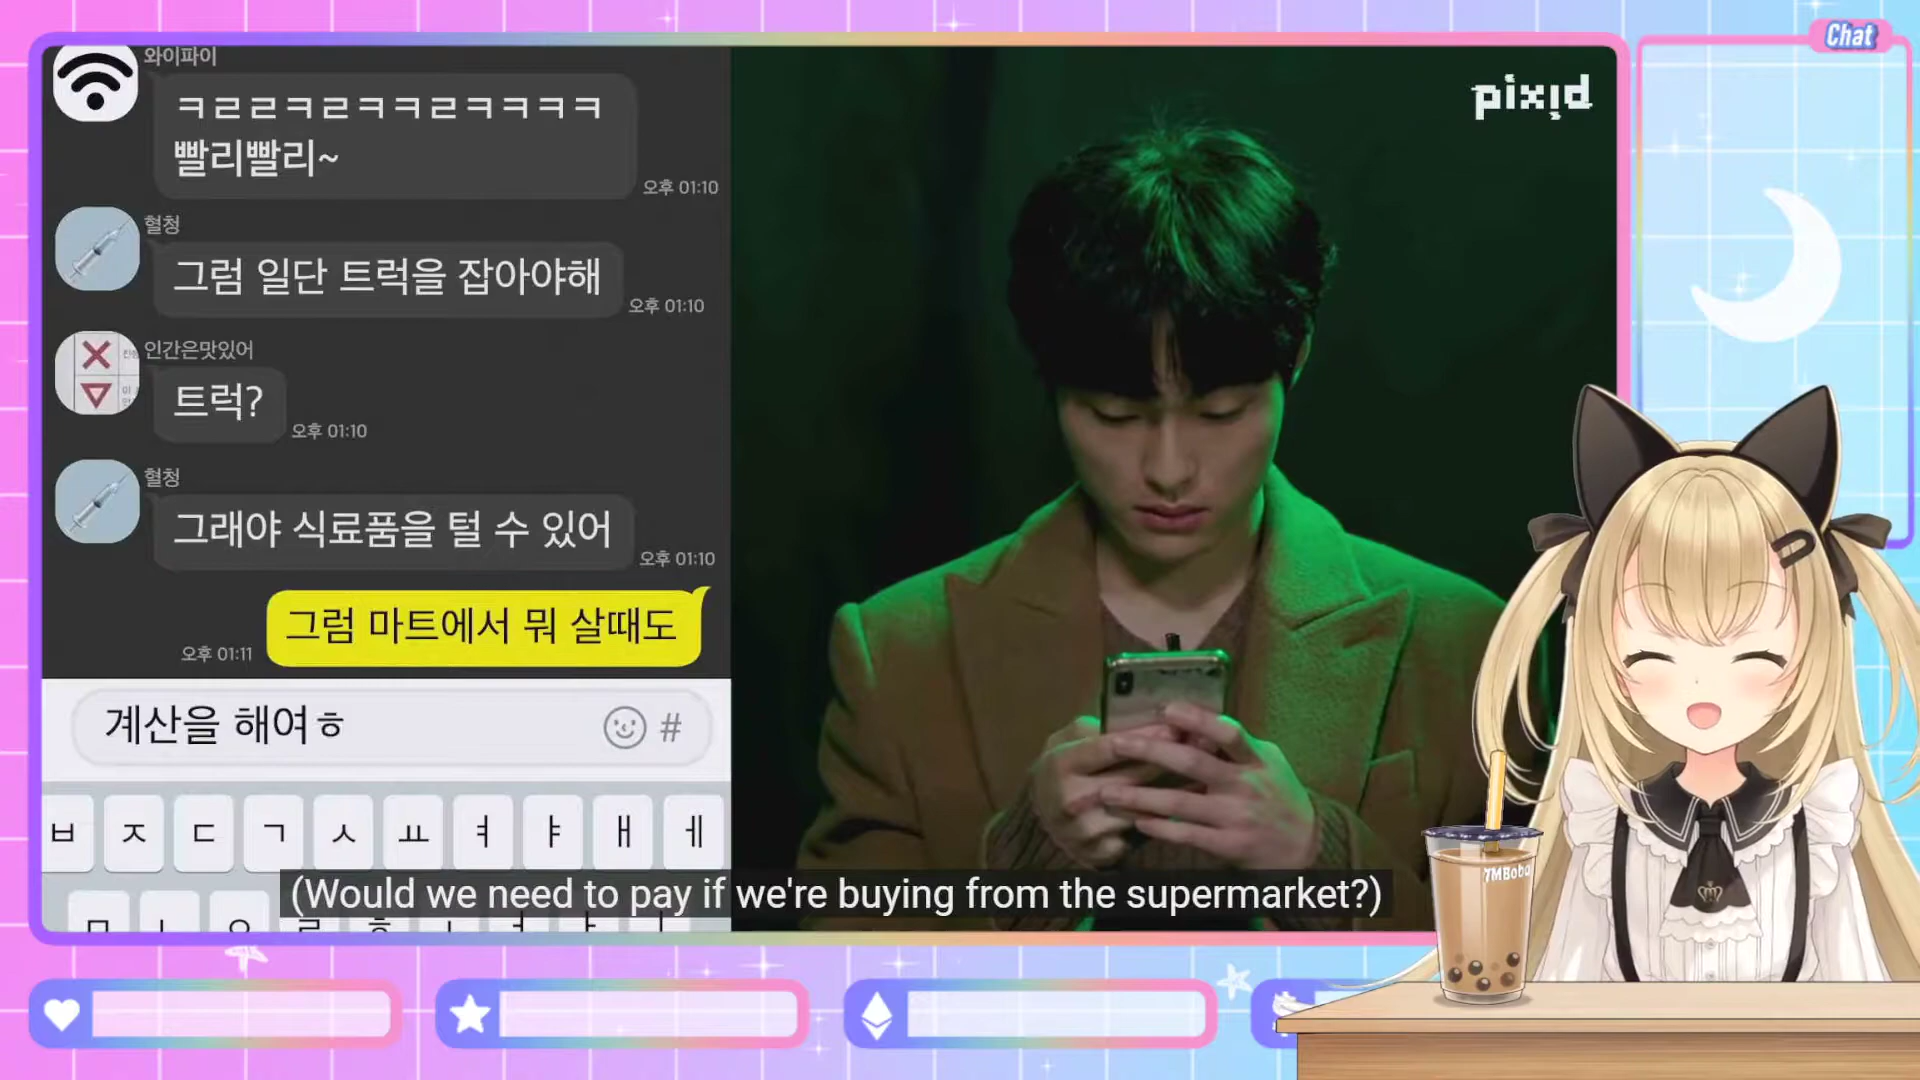 와이파이
ㅋㄹㄹㅋㄹㅋㅋㄹㅋㅋㅋㅋ
빨리빨리~
오후 01:10
혈청
그럼 일단 트럭을 잡아야해
오후 01:10
인간은맛있어
트럭?
오후 01:10
혈청
그래야 식료품을 털 수 있어
오후 01:10
그럼 마트에서 뭐 살때도
오후 01:11
계산을 해여ㅎ
#
ㅂ ㅈ ㄷ ㄱ ㅅ ㅛ ㅕ ㅑ ㅐ ㅔ
(Would we need to pay if we're buying from the supermarket?)
pixid
Chat
7MBoba